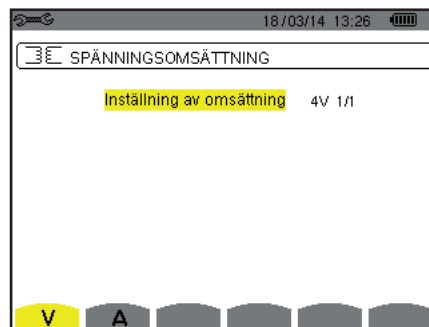 18/03/14 13:26
SPÄNNINGSOMSÄTTNING
Inställning av omsättning 4V 1/1
V A